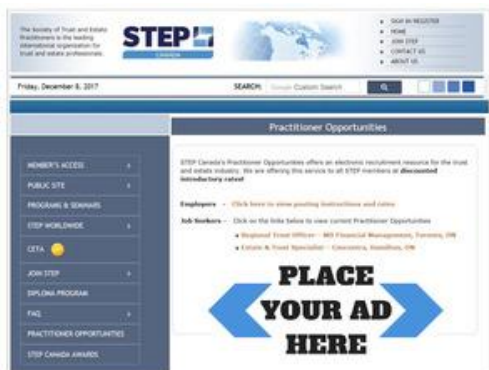 The Society of Trust and Estate
Practitioners is the leading
international organization for
trust and estate professionals.
STEP
CANADA
SIGN IN/REGISTER
HOME
JOIN STEP
CONTACT US
ABOUT US
Friday, December 8, 2017
SEARCH: Google Custom Search
Practitioner Opportunities
MEMBER'S ACCESS
PUBLIC SITE
PROGRAMS & SEMINARS
STEP WORLDWIDE
CETA
JOIN STEP
DIPLOMA PROGRAM
FAQ
PRACTITIONER OPPORTUNITIES
STEP CANADA AWARDS
STEP Canada's Practitioner Opportunities offers an electronic recruitment resource for the trust
and estate industry. We are offering this service to all STEP members at discounted
introductory rates!
Employers - Click here to view posting instructions and rates
Job Seekers - Click on the links below to view current Practitioner Opportunities
Regional Trust Officer - MD Financial Management, Toronto, ON
Estate & Trust Specialist - Concentra, Hamilton, ON
PLACE
YOUR AD
HERE